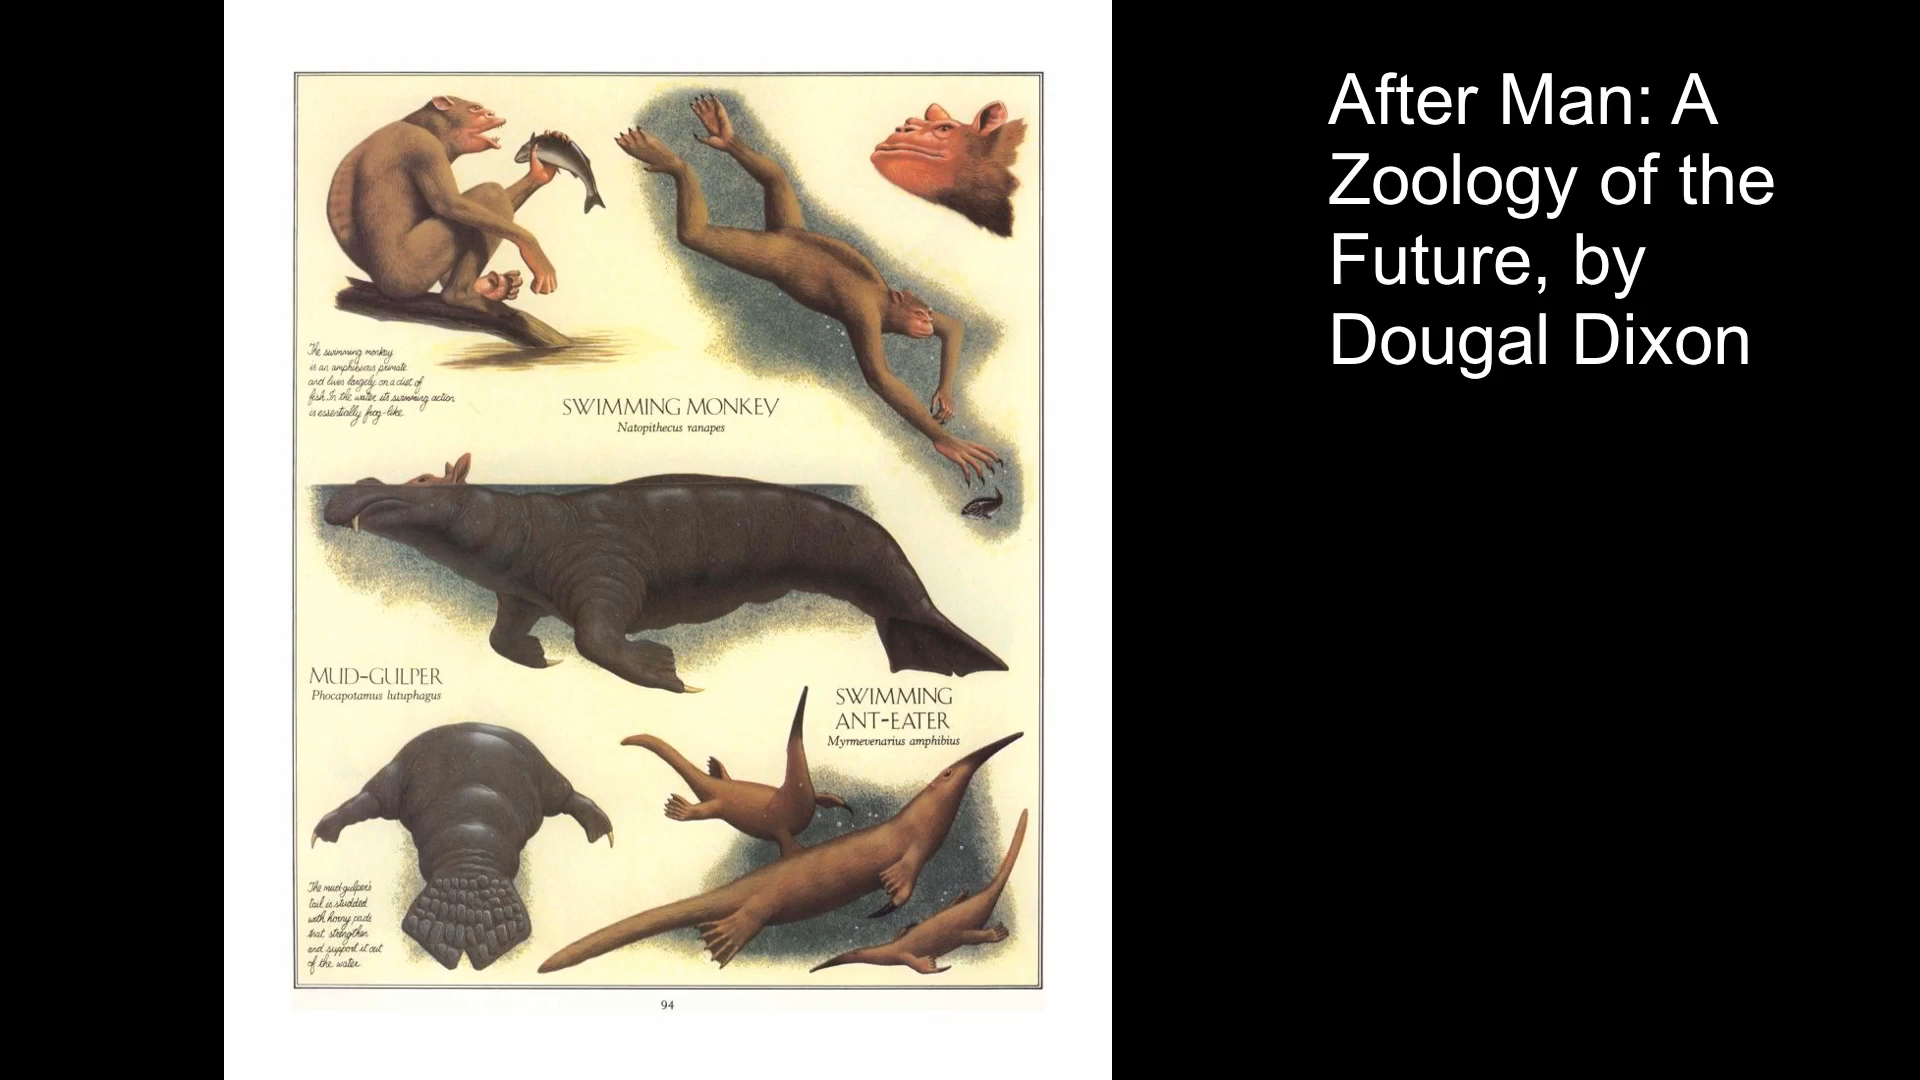 After Man: A
Zoology of the
Future, by
Dougal Dixon
The swimming monkey
is an amphibious primate
and lives largely on a diet of
fish. In the water its swimming action
is essentially frog-like.
SWIMMING MONKEY
Natopithecus ranapes
MUD-GULPER
Phocapotamus lutuphagus
SWIMMING
ANT-EATER
Myrmevenarius amphibius
The mud-gulper's
tail is studded
with horny pads
that strengthen
and support it out
of the water.
94